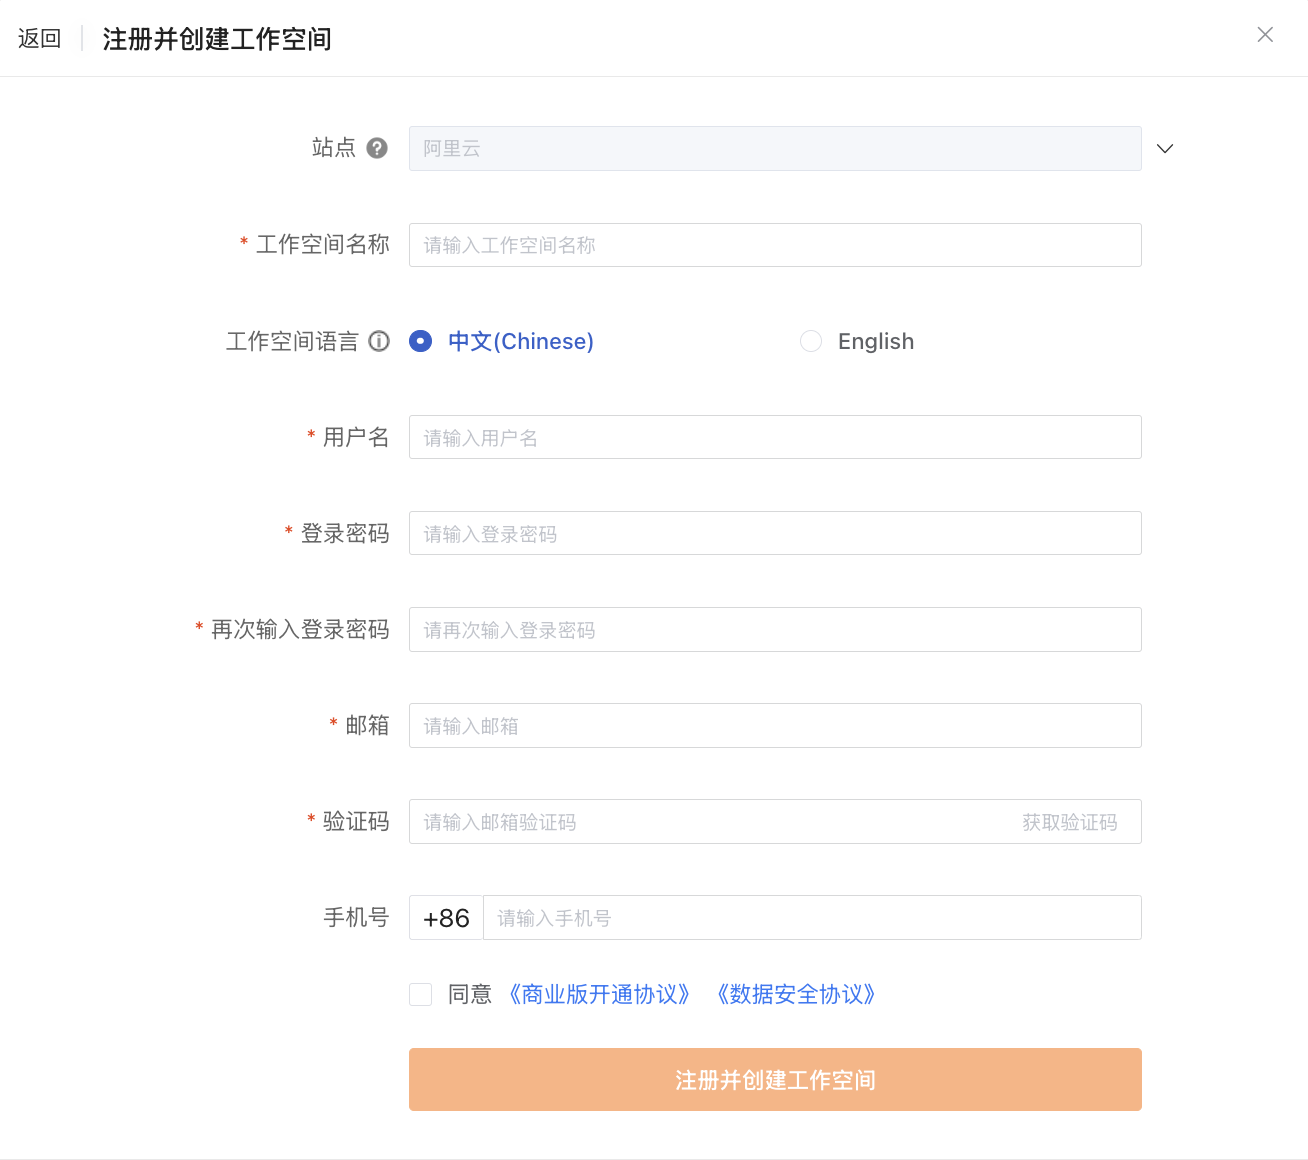 返回 注册并创建工作空间
站点 阿里云
* 工作空间名称 请输入工作空间名称
工作空间语言 中文(Chinese) English
* 用户名 请输入用户名
* 登录密码 请输入登录密码
* 再次输入登录密码 请再次输入登录密码
* 邮箱 请输入邮箱
* 验证码 请输入邮箱验证码 获取验证码
手机号 +86 请输入手机号
同意 《商业版开通协议》 《数据安全协议》
注册并创建工作空间